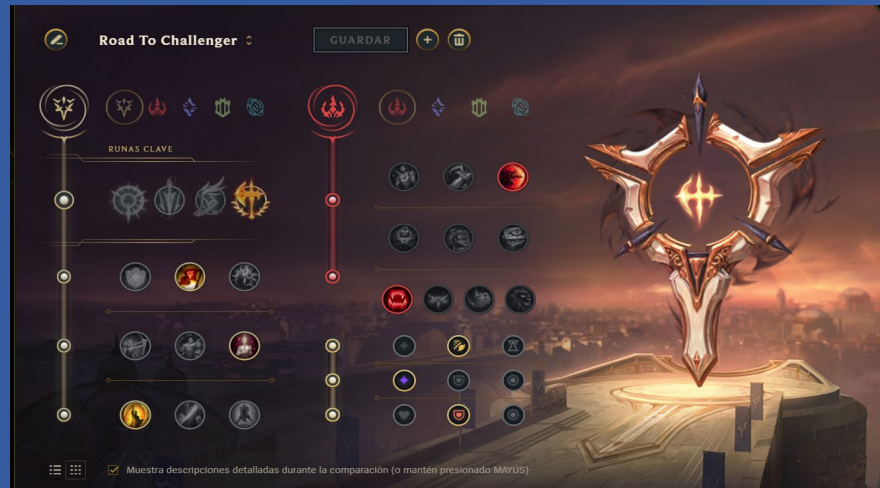 Road To Challenger
GUARDAR
RUNAS CLAVE
Muestra descripciones detalladas durante la comparación (o mantén presionado MAYÚS)